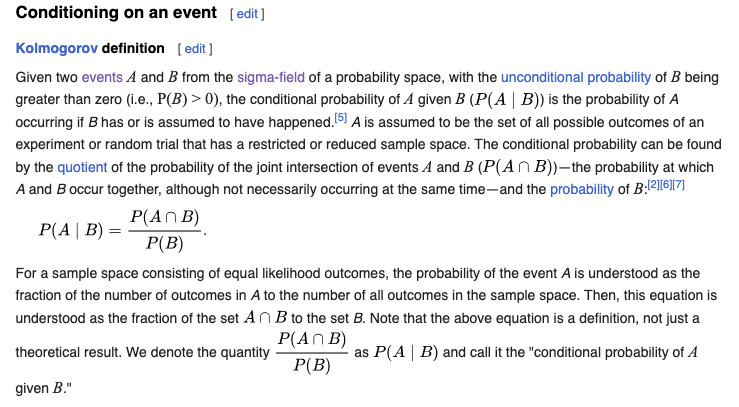 Conditioning on an event [ edit ]
Kolmogorov definition [ edit ]
Given two events A and B from the sigma-field of a probability space, with the unconditional probability of B being
greater than zero (i.e., P(B) > 0), the conditional probability of A given B (P(A | B)) is the probability of A
occurring if B has or is assumed to have happened.[5] A is assumed to be the set of all possible outcomes of an
experiment or random trial that has a restricted or reduced sample space. The conditional probability can be found
by the quotient of the probability of the joint intersection of events A and B (P(A ∩ B))—the probability at which
A and B occur together, although not necessarily occurring at the same time—and the probability of B:[2][6][7]
P(A | B) = P(A ∩ B) / P(B).
For a sample space consisting of equal likelihood outcomes, the probability of the event A is understood as the
fraction of the number of outcomes in A to the number of all outcomes in the sample space. Then, this equation is
understood as the fraction of the set A ∩ B to the set B. Note that the above equation is a definition, not just a
theoretical result. We denote the quantity P(A ∩ B) / P(B) as P(A | B) and call it the "conditional probability of A
given B."